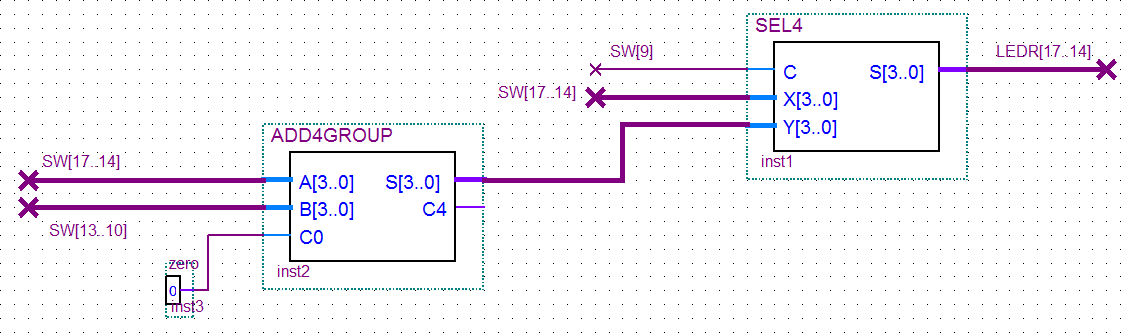 SEL4
SW[9]
LEDR[17..14]
C
S[3..0]
SW[17..14]
X[3..0]
Y[3..0]
inst1
ADD4GROUP
SW[17..14]
A[3..0]
S[3..0]
B[3..0]
C4
SW[13..10]
C0
inst2
zero
0
inst3